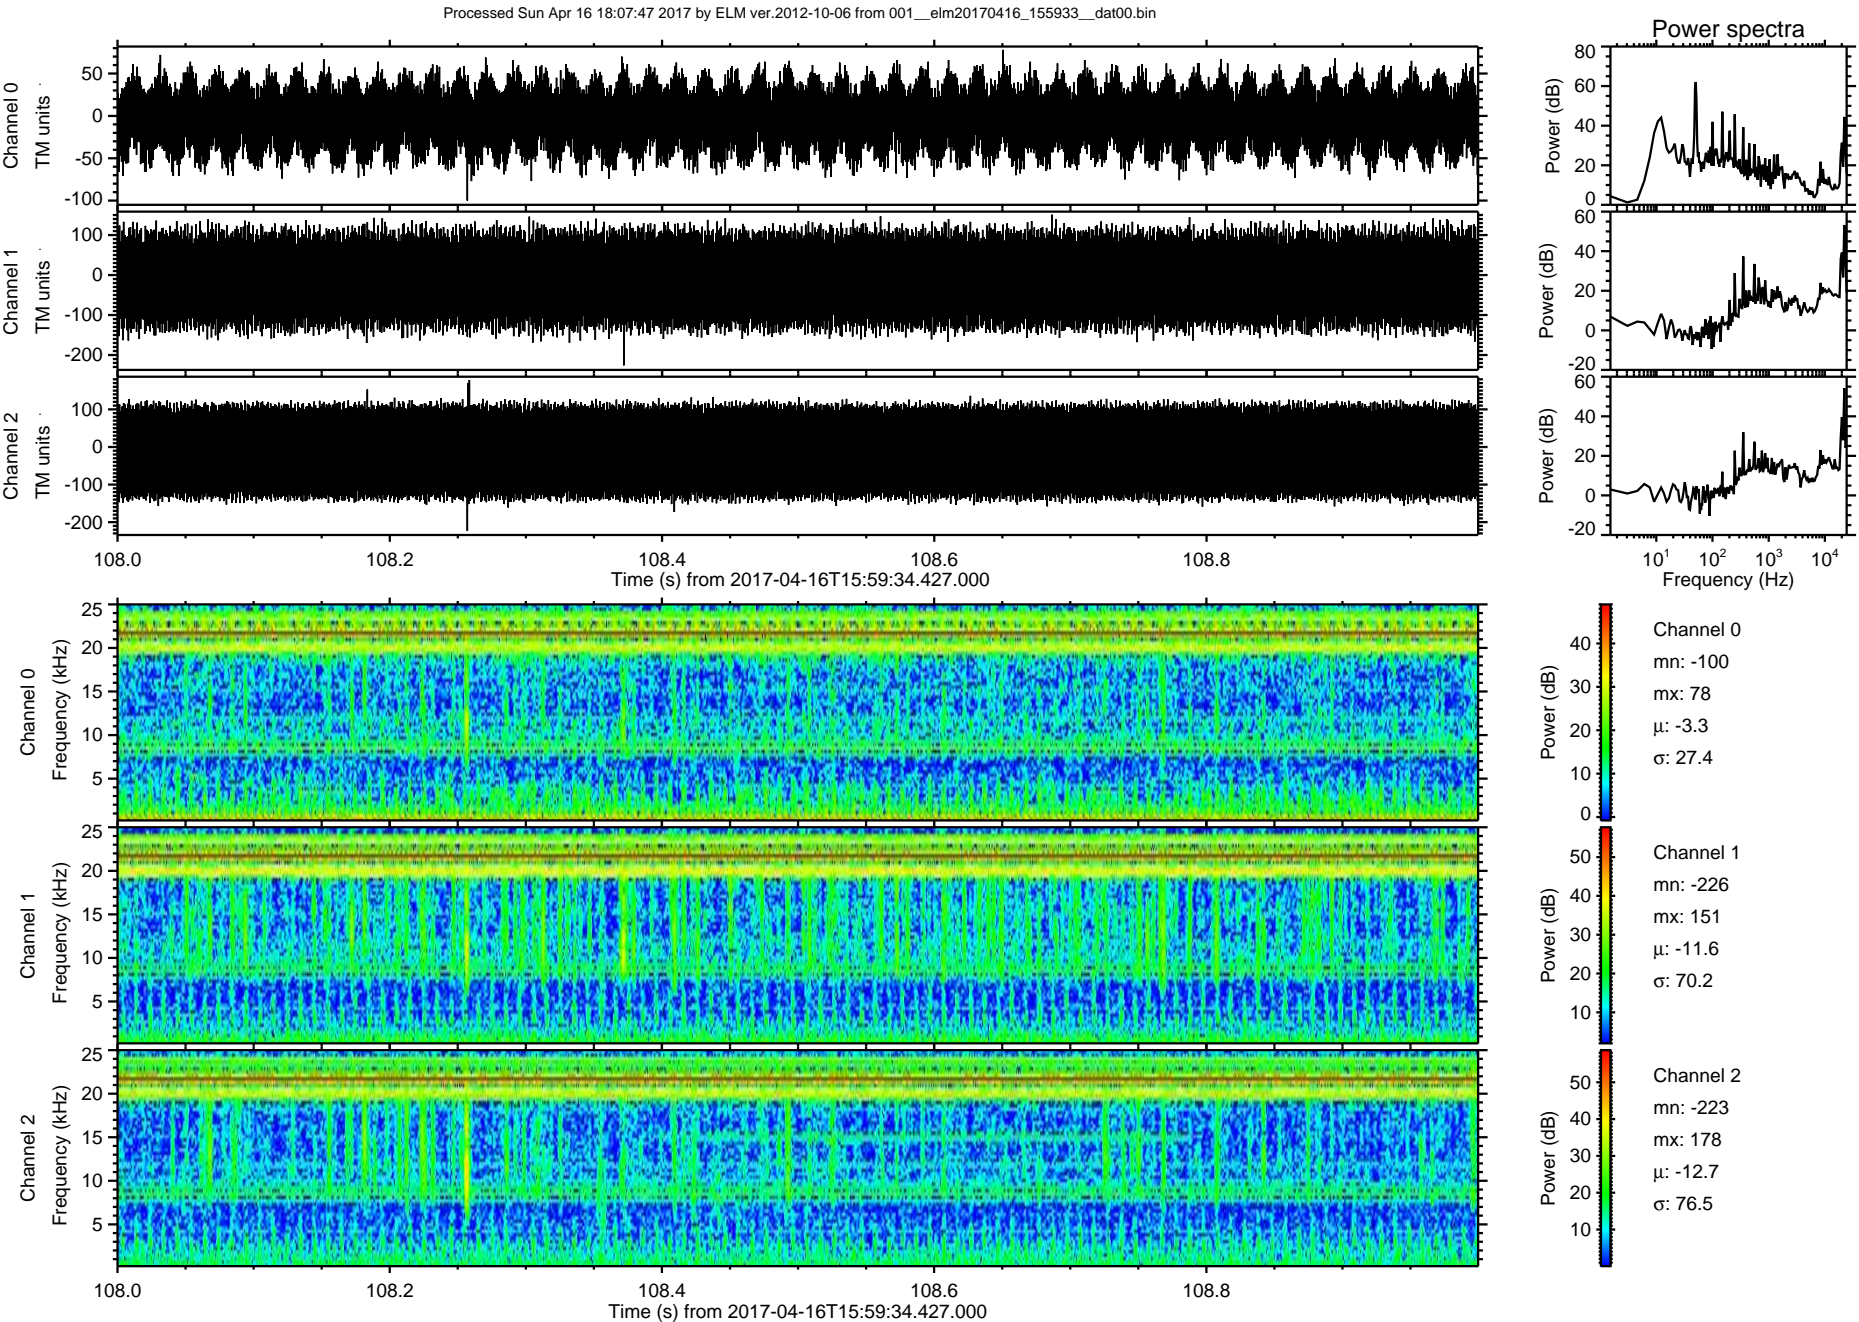 Processed Sun Apr 16 18:07:47 2017 by ELM ver.2012-10-06 from 001__elm20170416_155933__dat00.bin
Power spectra
Channel 0
TM units
50
0
-50
-100
Power (dB)
80
60
40
20
0
Channel 1
TM units
100
0
-100
-200
Power (dB)
60
40
20
0
-20
Channel 2
TM units
100
0
-100
-200
Power (dB)
60
40
20
0
-20
108.0 108.2 108.4 108.6 108.8
Time (s) from 2017-04-16T15:59:34.427.000
10^1 10^2 10^3 10^4
Frequency (Hz)
Channel 0
Frequency (kHz)
25
20
15
10
5
Power (dB)
40
30
20
10
0
Channel 0
mn: -100
mx: 78
μ: -3.3
σ: 27.4
Channel 1
Frequency (kHz)
25
20
15
10
5
Power (dB)
50
40
30
20
10
Channel 1
mn: -226
mx: 151
μ: -11.6
σ: 70.2
Channel 2
Frequency (kHz)
25
20
15
10
5
Power (dB)
50
40
30
20
10
Channel 2
mn: -223
mx: 178
μ: -12.7
σ: 76.5
108.0 108.2 108.4 108.6 108.8
Time (s) from 2017-04-16T15:59:34.427.000